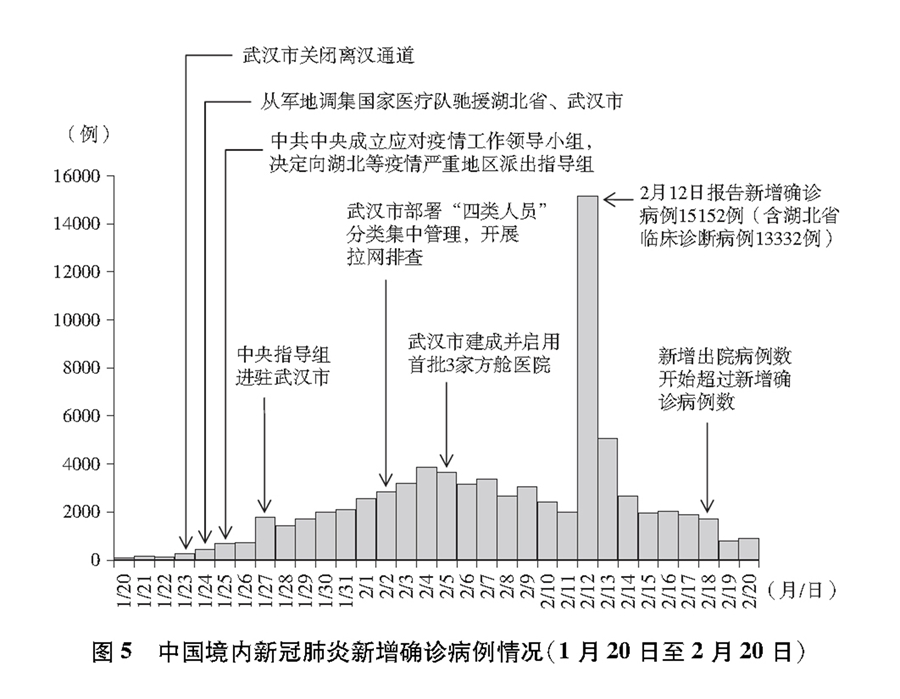 武汉市关闭离汉通道
从军地调集国家医疗队驰援湖北省、武汉市
（例）
中共中央成立应对疫情工作领导小组，
决定向湖北等疫情严重地区派出指导组
武汉市部署“四类人员”
分类集中管理，开展
拉网排查
2月12日报告新增确诊
病例15152例（含湖北省
临床诊断病例13332例）
中央指导组
进驻武汉市
武汉市建成并启用
首批3家方舱医院
新增出院病例数
开始超过新增确
诊病例数
16000
14000
12000
10000
8000
6000
4000
2000
0
1/20
1/21
1/22
1/23
1/24
1/25
1/26
1/27
1/28
1/29
1/30
1/31
2/1
2/2
2/3
2/4
2/5
2/6
2/7
2/8
2/9
2/10
2/11
2/12
2/13
2/14
2/15
2/16
2/17
2/18
2/19
2/20
（月/日）
图5 中国境内新冠肺炎新增确诊病例情况（1月20日至2月20日）